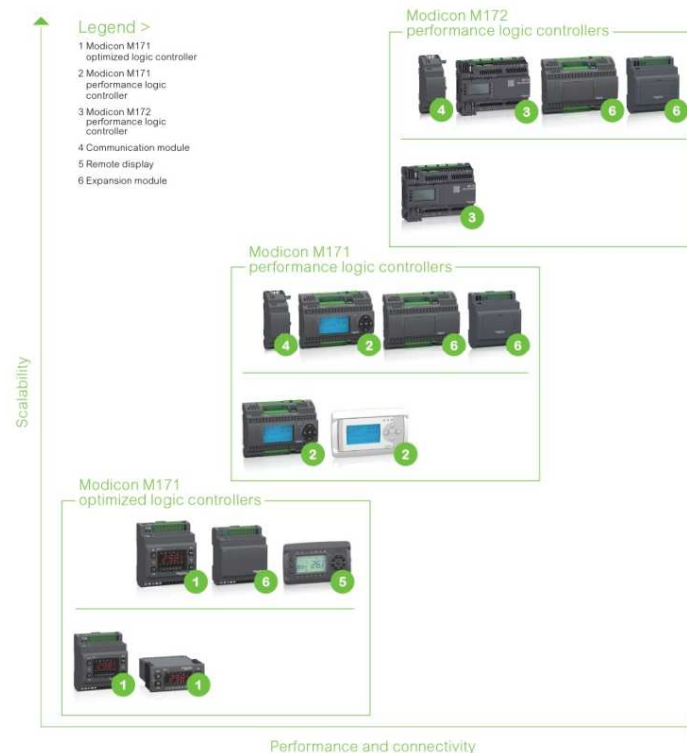 Legend >
1 Modicon M171
optimized logic controller
2 Modicon M171
performance logic
controller
3 Modicon M172
performance logic
controller
4 Communication module
5 Remote display
6 Expansion module
Modicon M172
performance logic controllers
4
3
6
6
3
Modicon M171
performance logic controllers
4
2
6
6
2
2
Scalability
Modicon M171
optimized logic controllers
1
6
5
1
1
Performance and connectivity